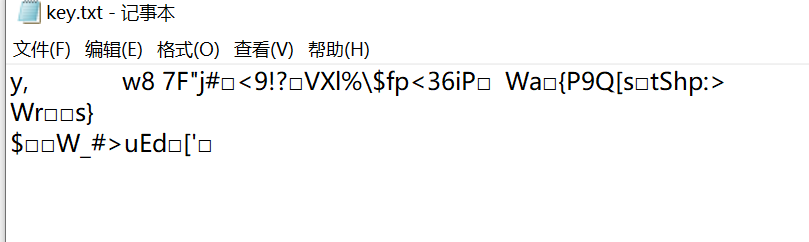 key.txt - 记事本
文件(F) 编辑(E) 格式(O) 查看(V) 帮助(H)
y, w8 7F"j#□<9!?□VXl%\$fp<36iP□ Wa□{P9Q[s□tShp:>
Wr□□s}
$□□W_#>uEd□['□